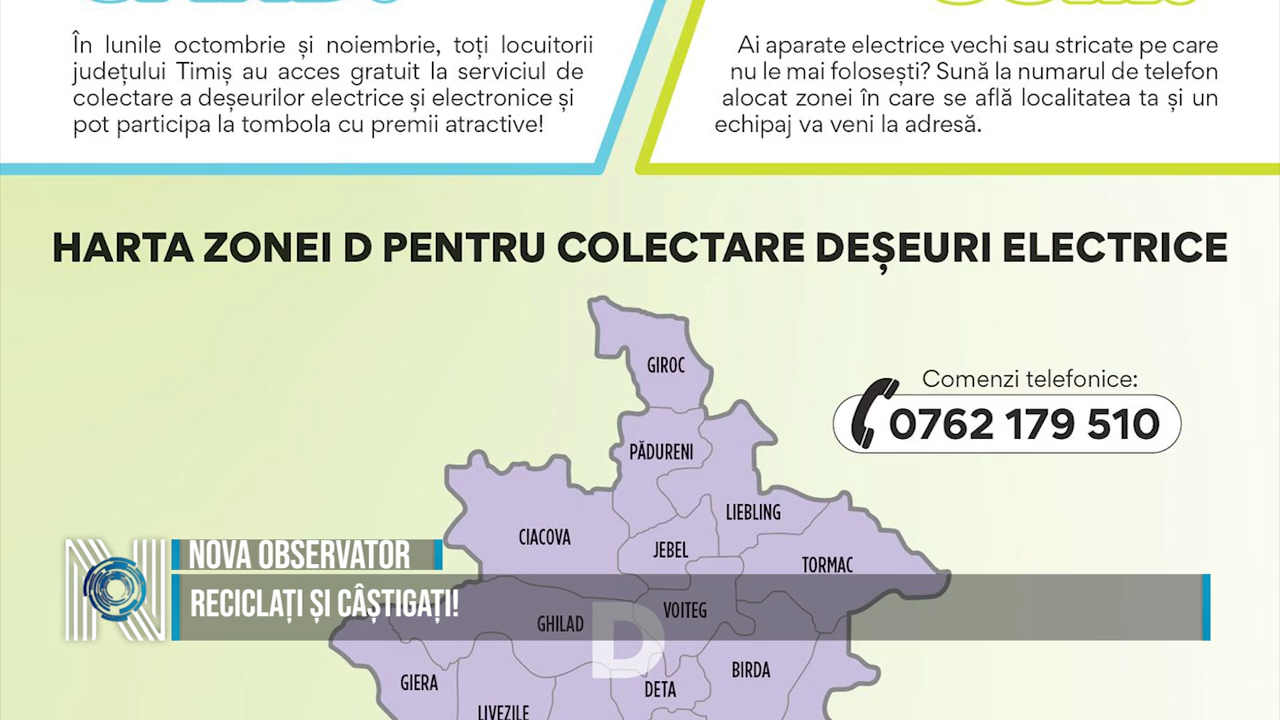 În lunile octombrie și noiembrie, toți locuitorii
județului Timiș au acces gratuit la serviciul de
colectare a deșeurilor electrice și electronice și
pot participa la tombola cu premii atractive!
Ai aparate electrice vechi sau stricate pe care
nu le mai folosești? Sună la numarul de telefon
alocat zonei în care se află localitatea ta și un
echipaj va veni la adresă.
HARTA ZONEI D PENTRU COLECTARE DEȘEURI ELECTRICE
GIROC
Comenzi telefonice:
0762 179 510
PĂDURENI
LIEBLING
CIACOVA
JEBEL
TORMAC
NOVA OBSERVATOR
RECICLAȚI ȘI CÂȘTIGAȚI!
VOITEG
GHILAD
D
BIRDA
GIERA
DETA
LIVEZILE